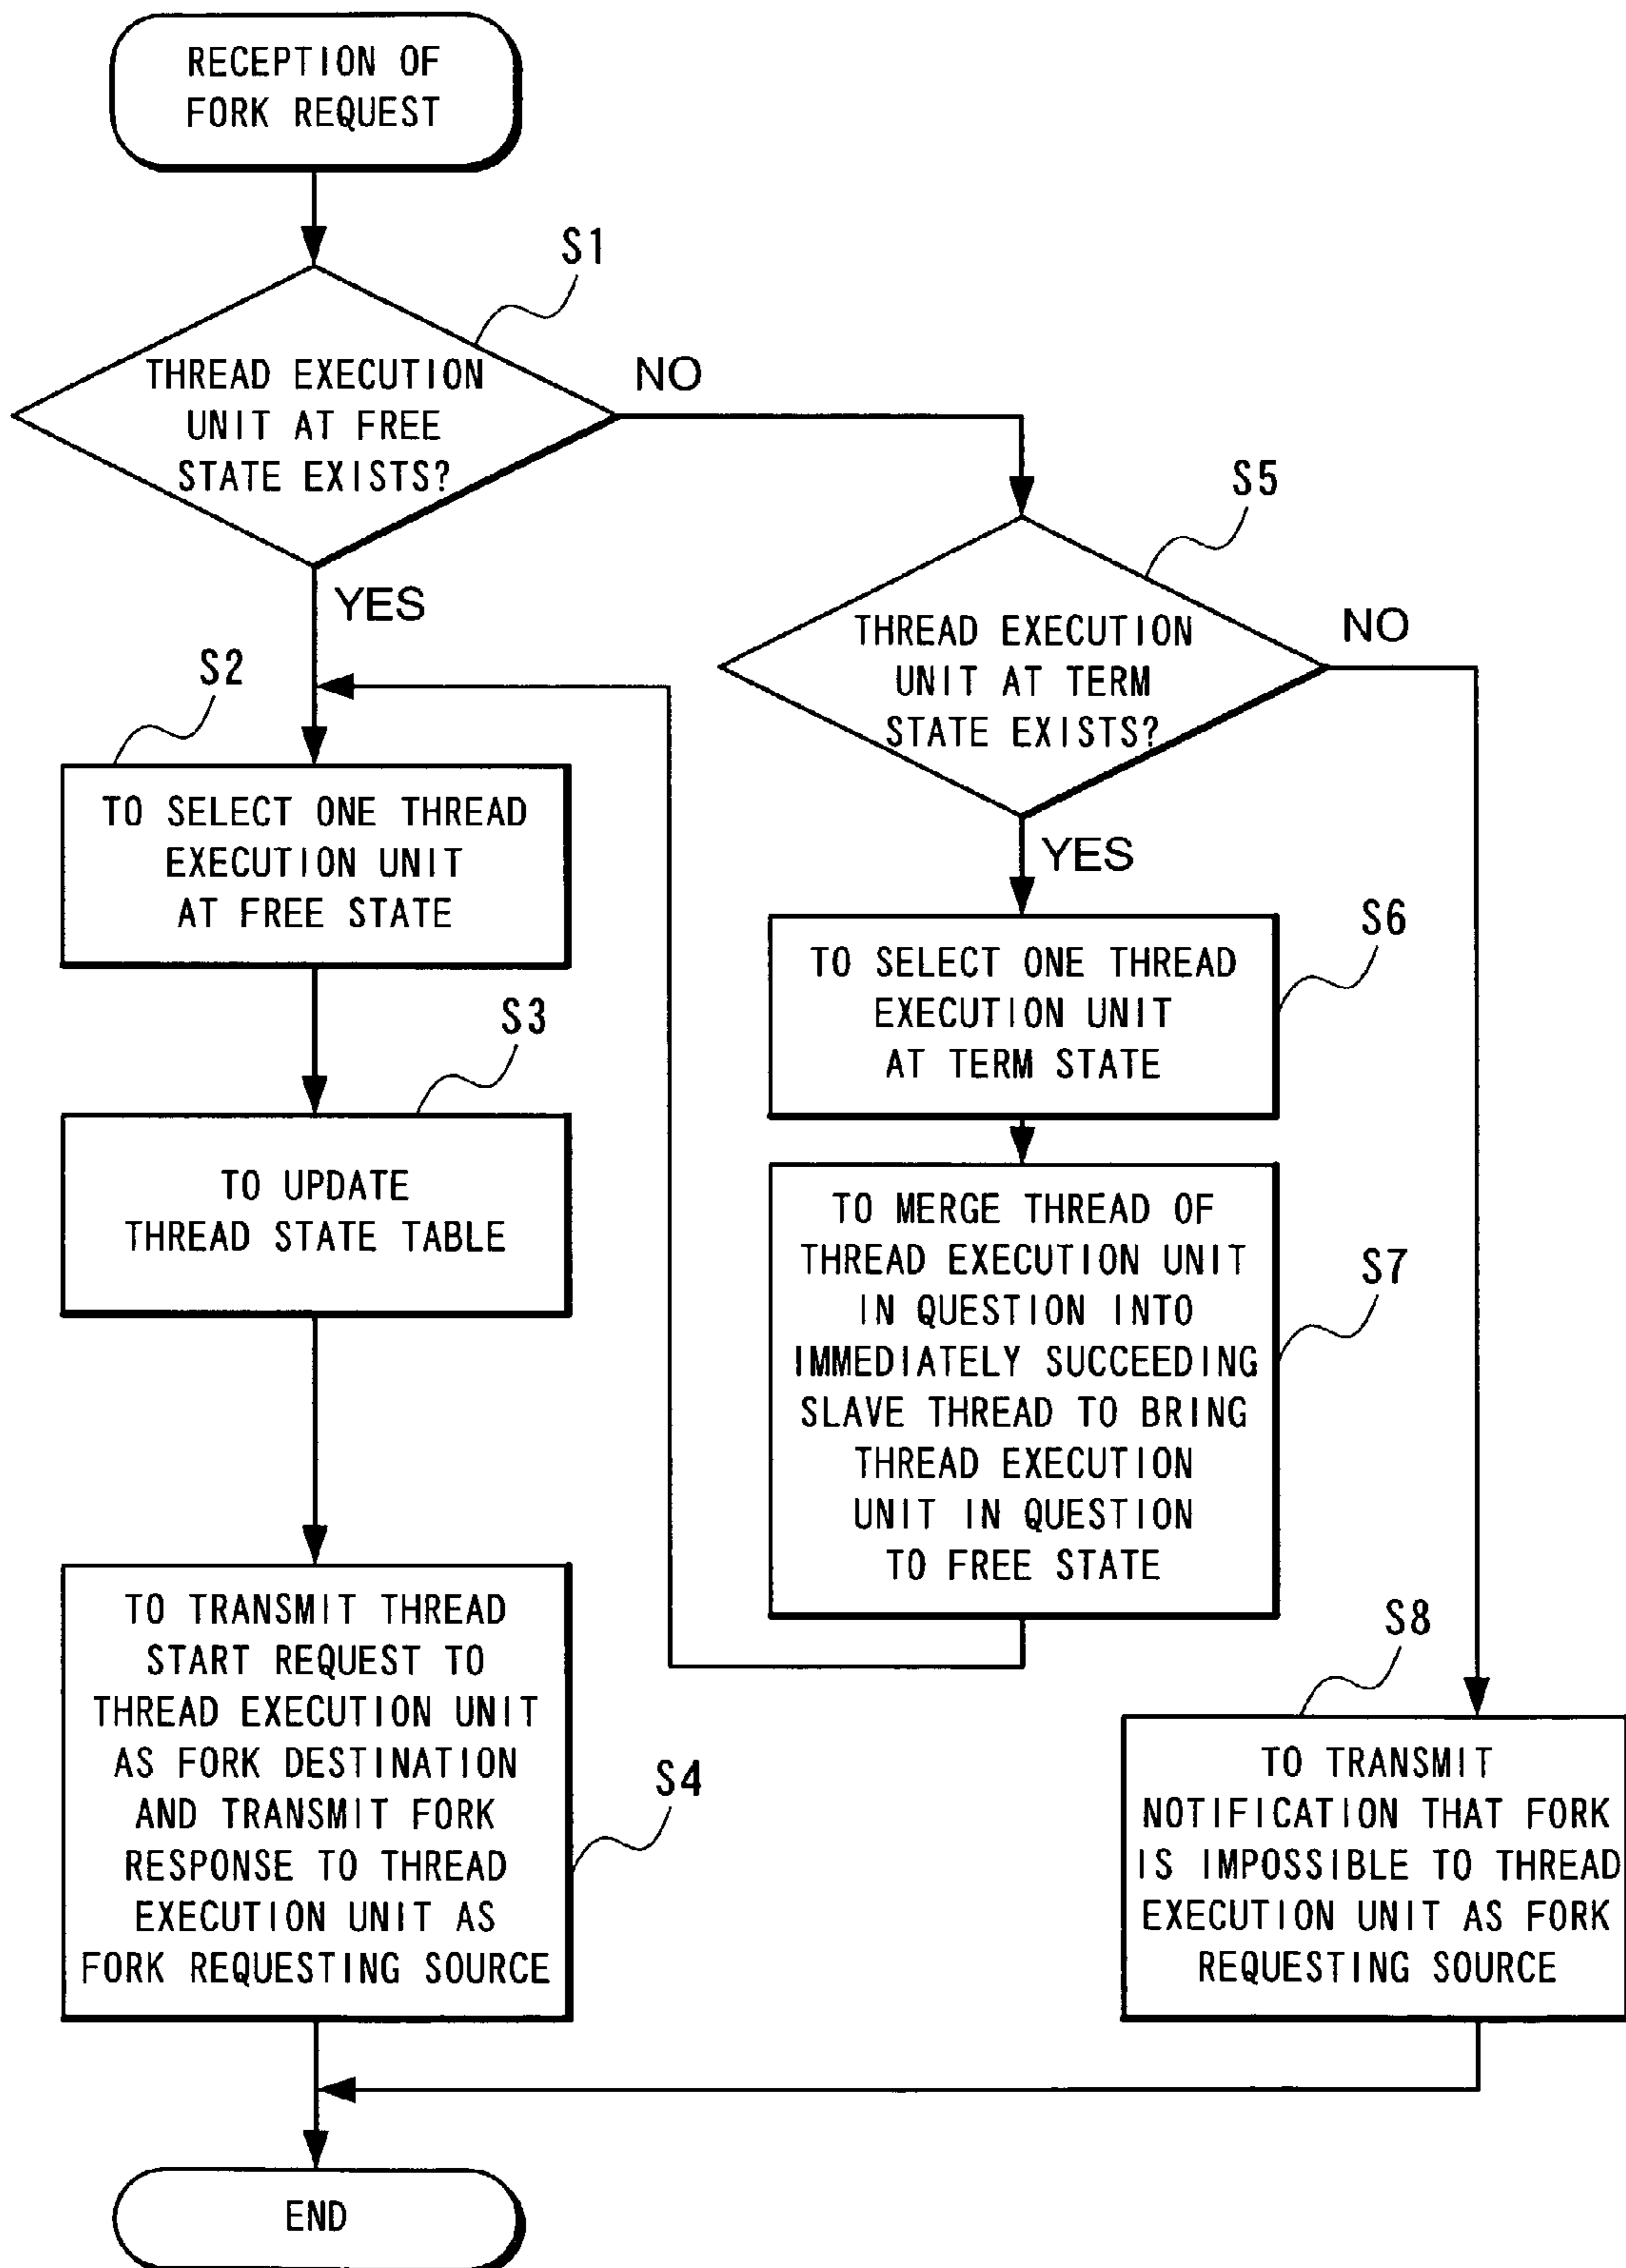 RECEPTION OF
FORK REQUEST
S1
THREAD EXECUTION
UNIT AT FREE
STATE EXISTS?
NO
YES
S2
TO SELECT ONE THREAD
EXECUTION UNIT
AT FREE STATE
S3
TO UPDATE
THREAD STATE TABLE
TO TRANSMIT THREAD
START REQUEST TO
THREAD EXECUTION UNIT
AS FORK DESTINATION
AND TRANSMIT FORK
RESPONSE TO THREAD
EXECUTION UNIT AS
FORK REQUESTING SOURCE
S4
S5
THREAD EXECUTION
UNIT AT TERM
STATE EXISTS?
NO
YES
S6
TO SELECT ONE THREAD
EXECUTION UNIT
AT TERM STATE
TO MERGE THREAD OF
THREAD EXECUTION UNIT
IN QUESTION INTO
IMMEDIATELY SUCCEEDING
SLAVE THREAD TO BRING
THREAD EXECUTION
UNIT IN QUESTION
TO FREE STATE
S7
S8
TO TRANSMIT
NOTIFICATION THAT FORK
IS IMPOSSIBLE TO THREAD
EXECUTION UNIT AS FORK
REQUESTING SOURCE
END